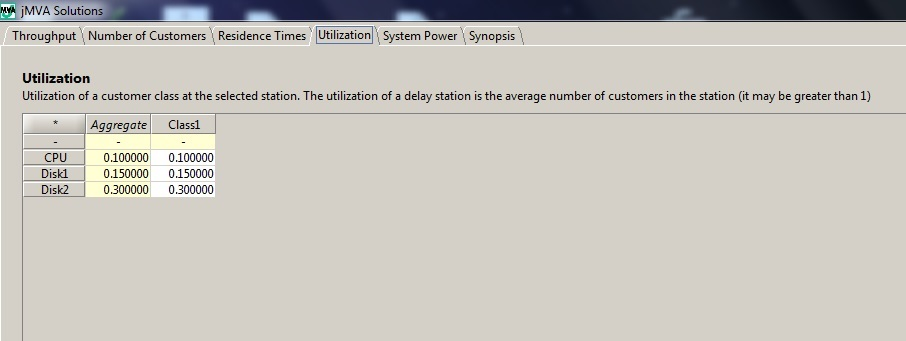 MVA jMVA Solutions
Throughput Number of Customers Residence Times Utilization System Power Synopsis
Utilization
Utilization of a customer class at the selected station. The utilization of a delay station is the average number of customers in the station (it may be greater than 1)
* Aggregate Class1
- - -
CPU 0.100000 0.100000
Disk1 0.150000 0.150000
Disk2 0.300000 0.300000